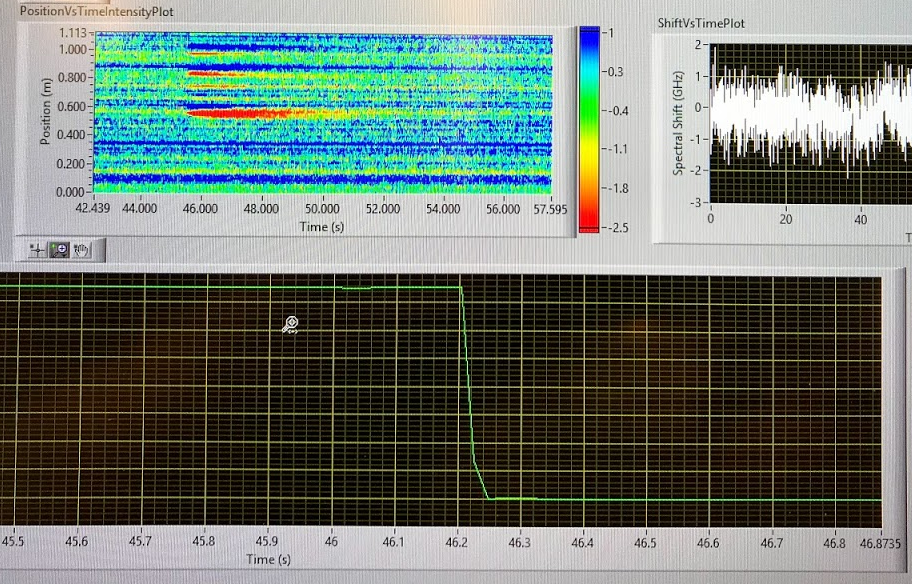 PositionVsTimeIntensityPlot
1.113
1.000
0.800
0.600
0.400
0.200
0.000
Position (m)
42.439 44.000 46.000 48.000 50.000 52.000 54.000 56.000 57.595
Time (s)
1
0.3
-0.4
-1.1
-1.8
-2.5
ShiftVsTimePlot
2
1
0
-1
-2
-3
Spectral Shift (GHz)
0 20 40
T
45.5 45.6 45.7 45.8 45.9 46 46.1 46.2 46.3 46.4 46.5 46.6 46.7 46.8 46.8735
Time (s)